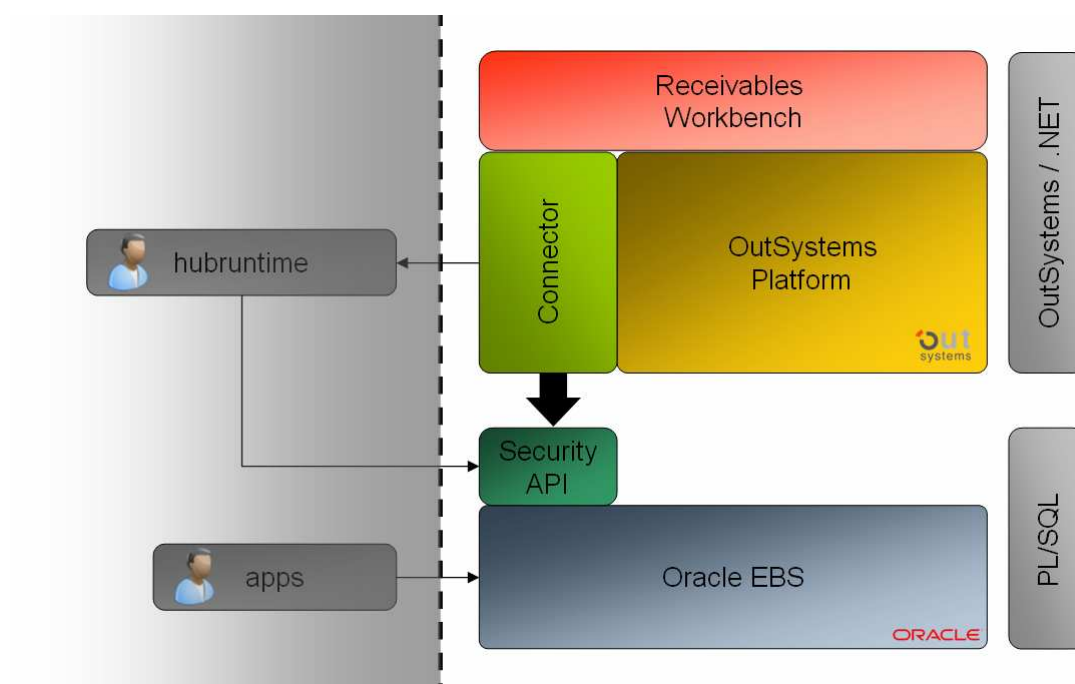 Receivables
Workbench
OutSystems / .NET
Connector
OutSystems
Platform
hubruntime
Out
systems
Security
API
PL/SQL
apps
Oracle EBS
ORACLE